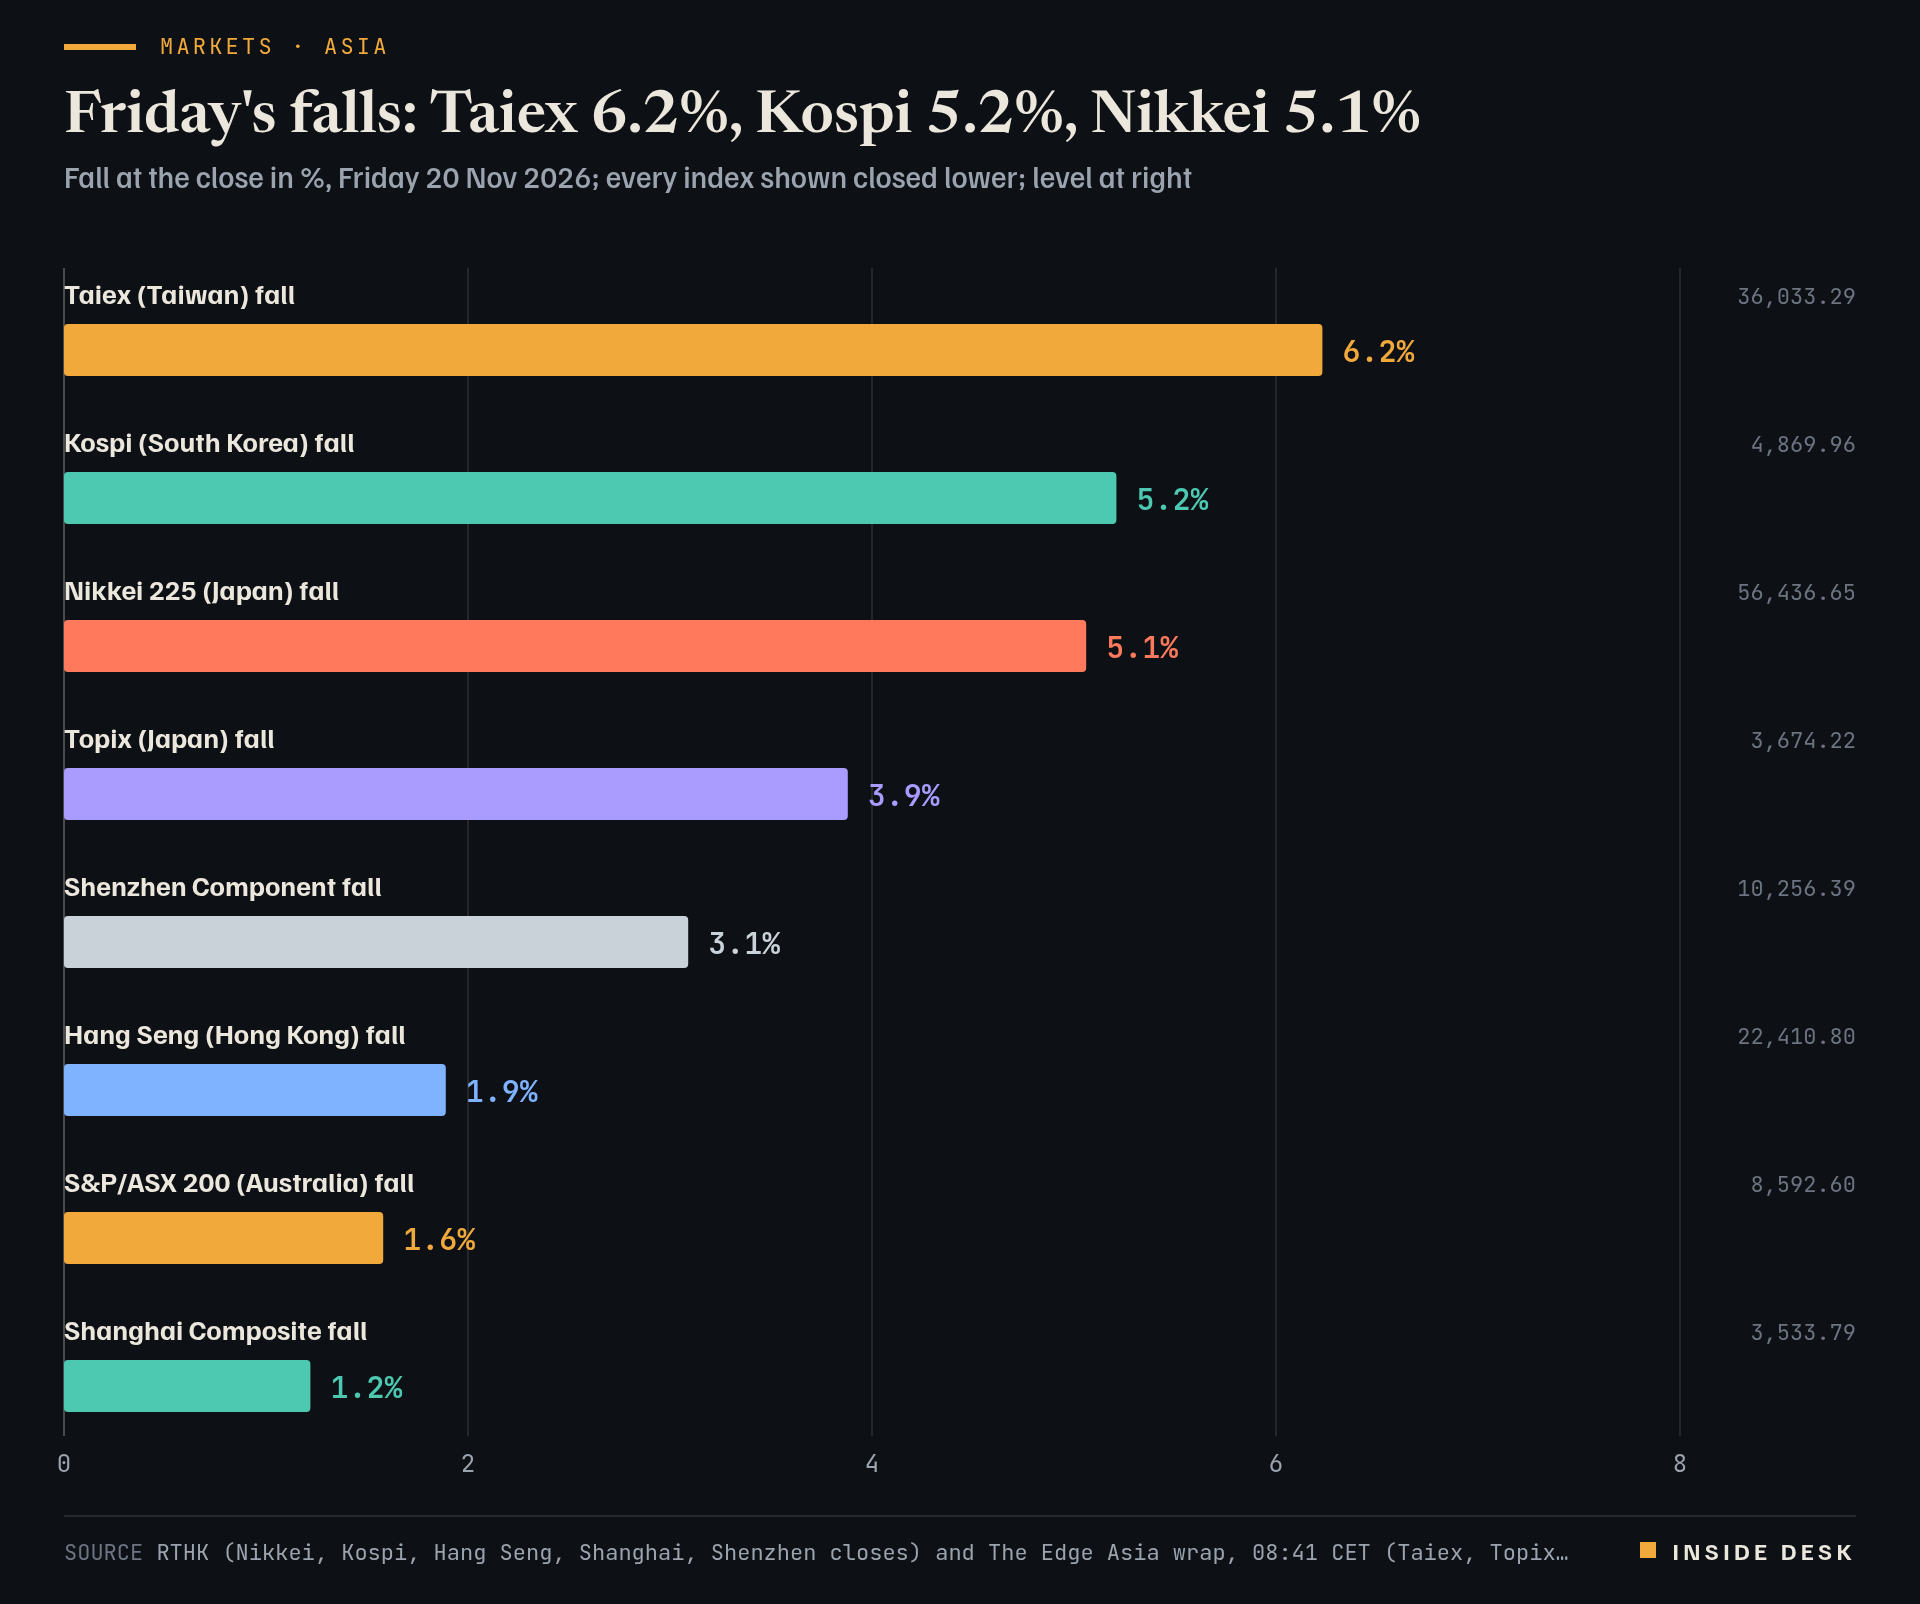 MARKETS · ASIA
Friday's falls: Taiex 6.2%, Kospi 5.2%, Nikkei 5.1%
Fall at the close in %, Friday 20 Nov 2026; every index shown closed lower; level at right
Taiex (Taiwan) fall 36,033.29
6.2%
Kospi (South Korea) fall 4,869.96
5.2%
Nikkei 225 (Japan) fall 56,436.65
5.1%
Topix (Japan) fall 3,674.22
3.9%
Shenzhen Component fall 10,256.39
3.1%
Hang Seng (Hong Kong) fall 22,410.80
1.9%
S&P/ASX 200 (Australia) fall 8,592.60
1.6%
Shanghai Composite fall 3,533.79
1.2%
0 2 4 6 8
SOURCE RTHK (Nikkei, Kospi, Hang Seng, Shanghai, Shenzhen closes) and The Edge Asia wrap, 08:41 CET (Taiex, Topix… INSIDE DESK